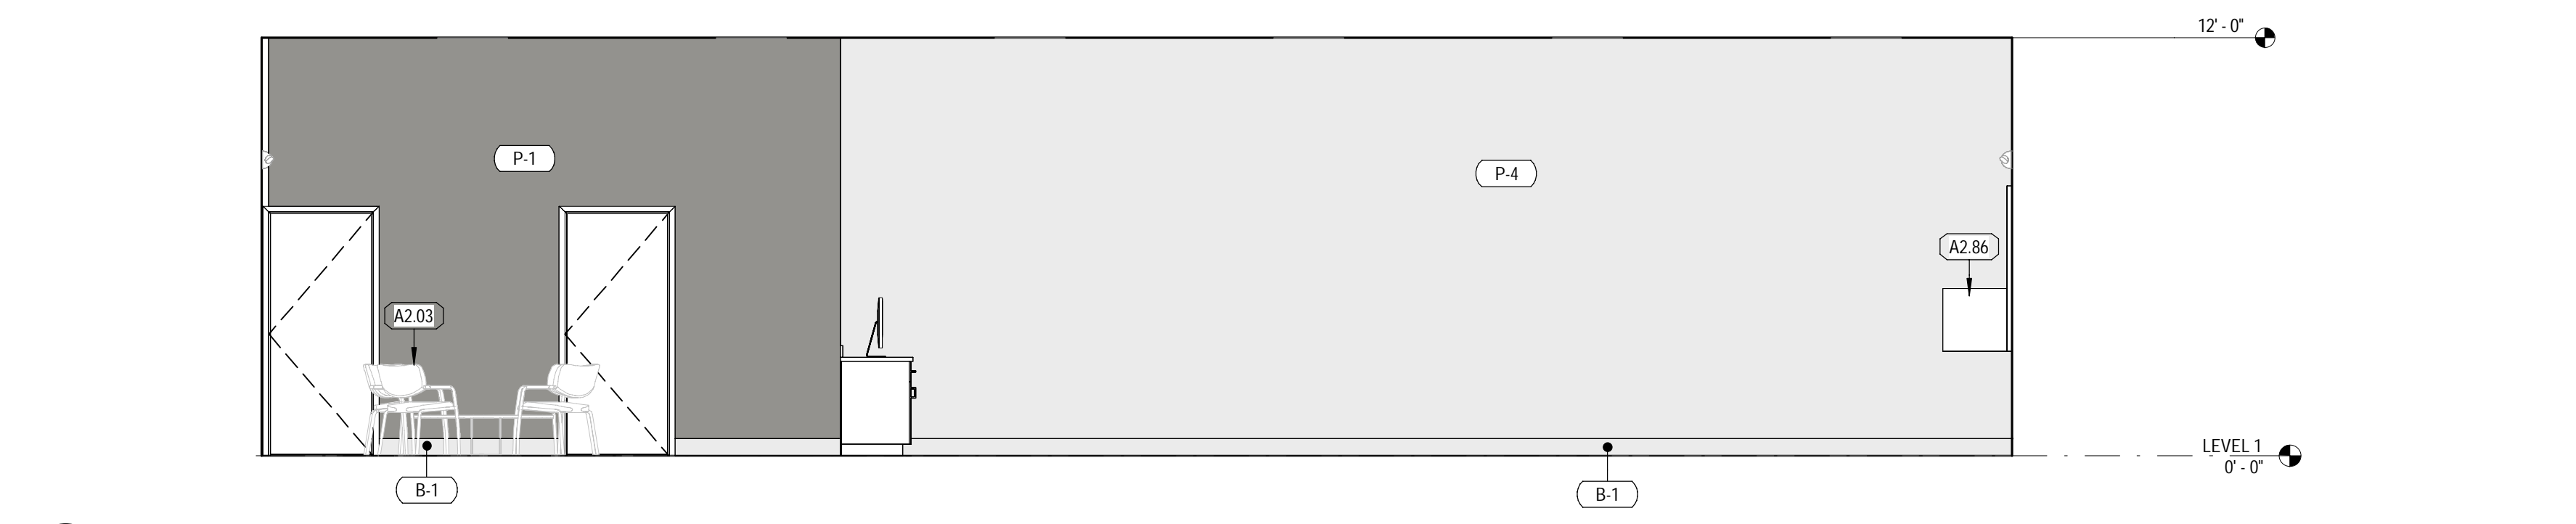 12' - 0"
P-1
P-4
A2.86
A2.03
LEVEL 1
0' - 0"
B-1
B-1